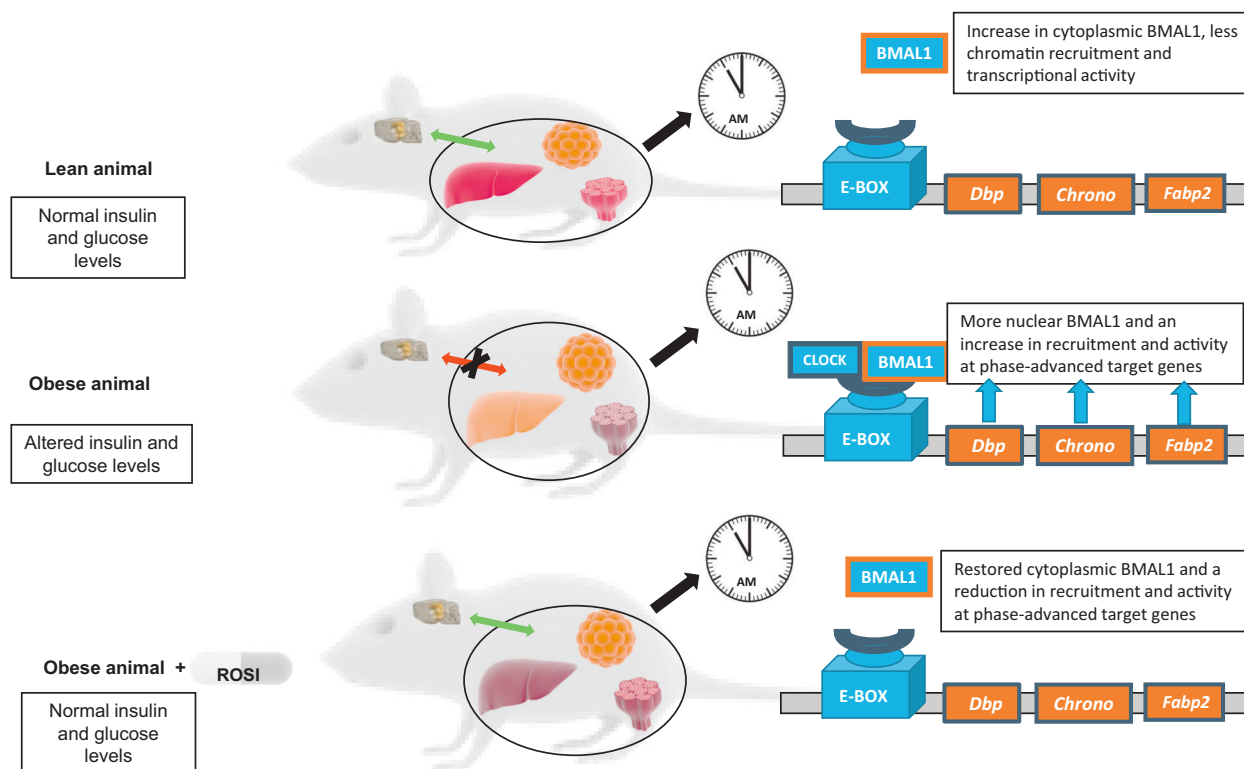 BMAL1
Increase in cytoplasmic BMAL1, less
chromatin recruitment and
transcriptional activity
AM
Lean animal
Normal insulin
and glucose
levels
E-BOX
Dbp
Chrono
Fabp2
AM
More nuclear BMAL1 and an
increase in recruitment and activity
at phase-advanced target genes
CLOCK
BMAL1
Obese animal
Altered insulin and
glucose levels
E-BOX
Dbp
Chrono
Fabp2
AM
BMAL1
Restored cytoplasmic BMAL1 and a
reduction in recruitment and activity
at phase-advanced target genes
Obese animal + ROSI
Normal insulin
and glucose
levels
E-BOX
Dbp
Chrono
Fabp2